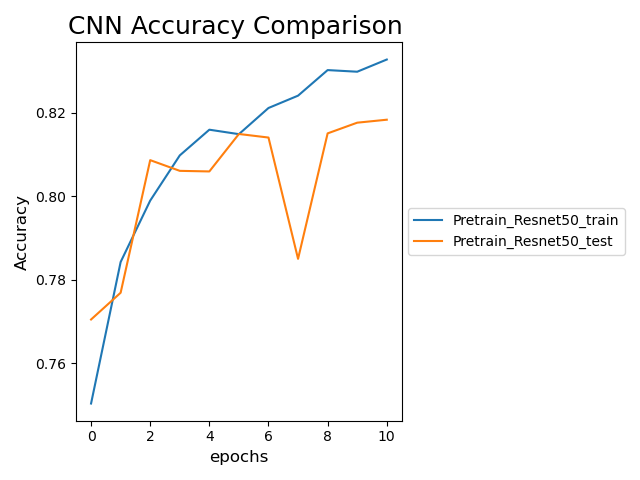 CNN Accuracy Comparison
Accuracy
0.82
0.80
0.78
0.76
0 2 4 6 8 10
epochs
Pretrain_Resnet50_train
Pretrain_Resnet50_test